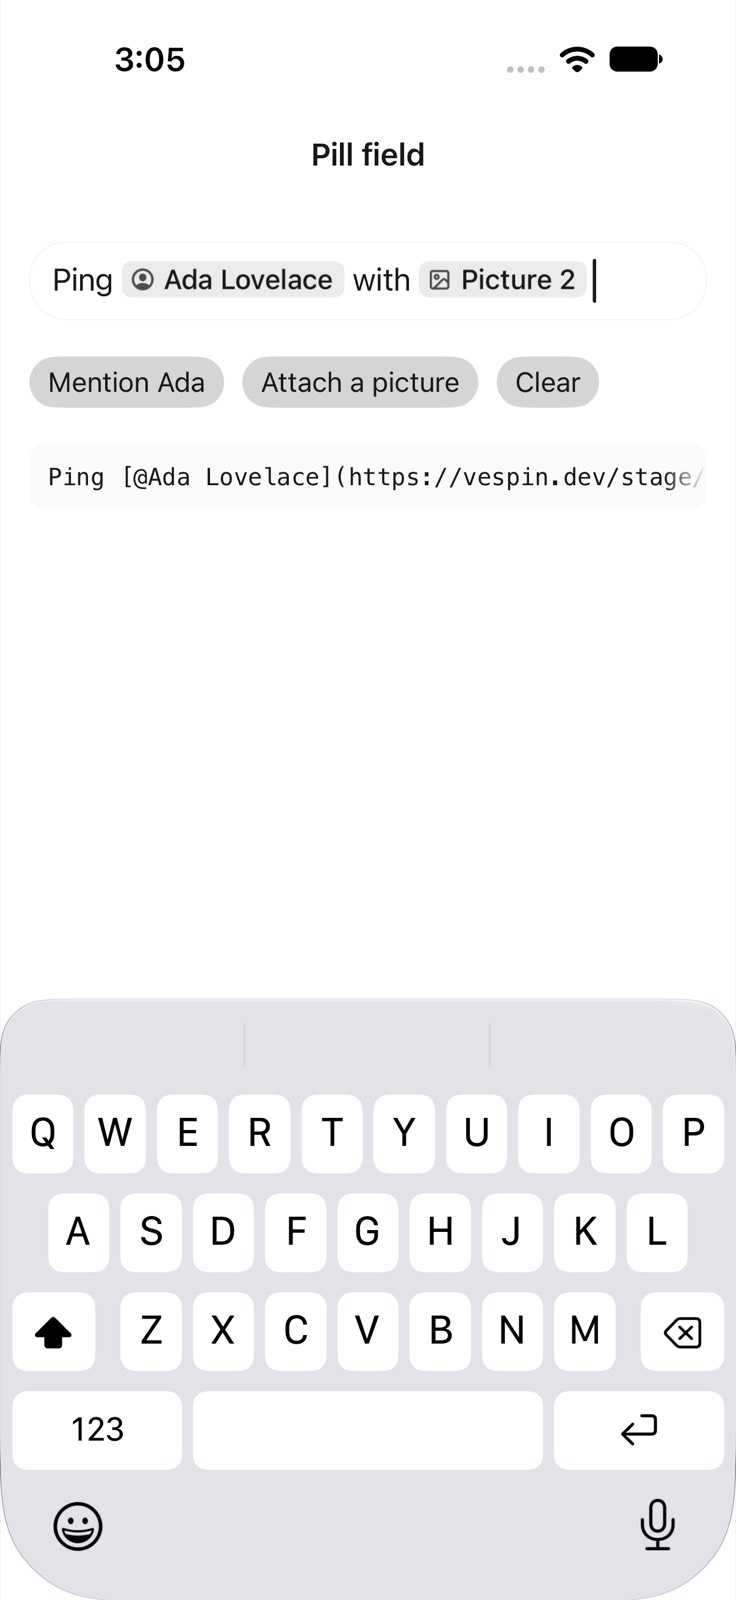 3:05
Pill field
Ping Ada Lovelace with Picture 2
Mention Ada Attach a picture Clear
Ping [@Ada Lovelace](https://vespin.dev/stage/
Q W E R T Y U I O P
A S D F G H J K L
Z X C V B N M
123